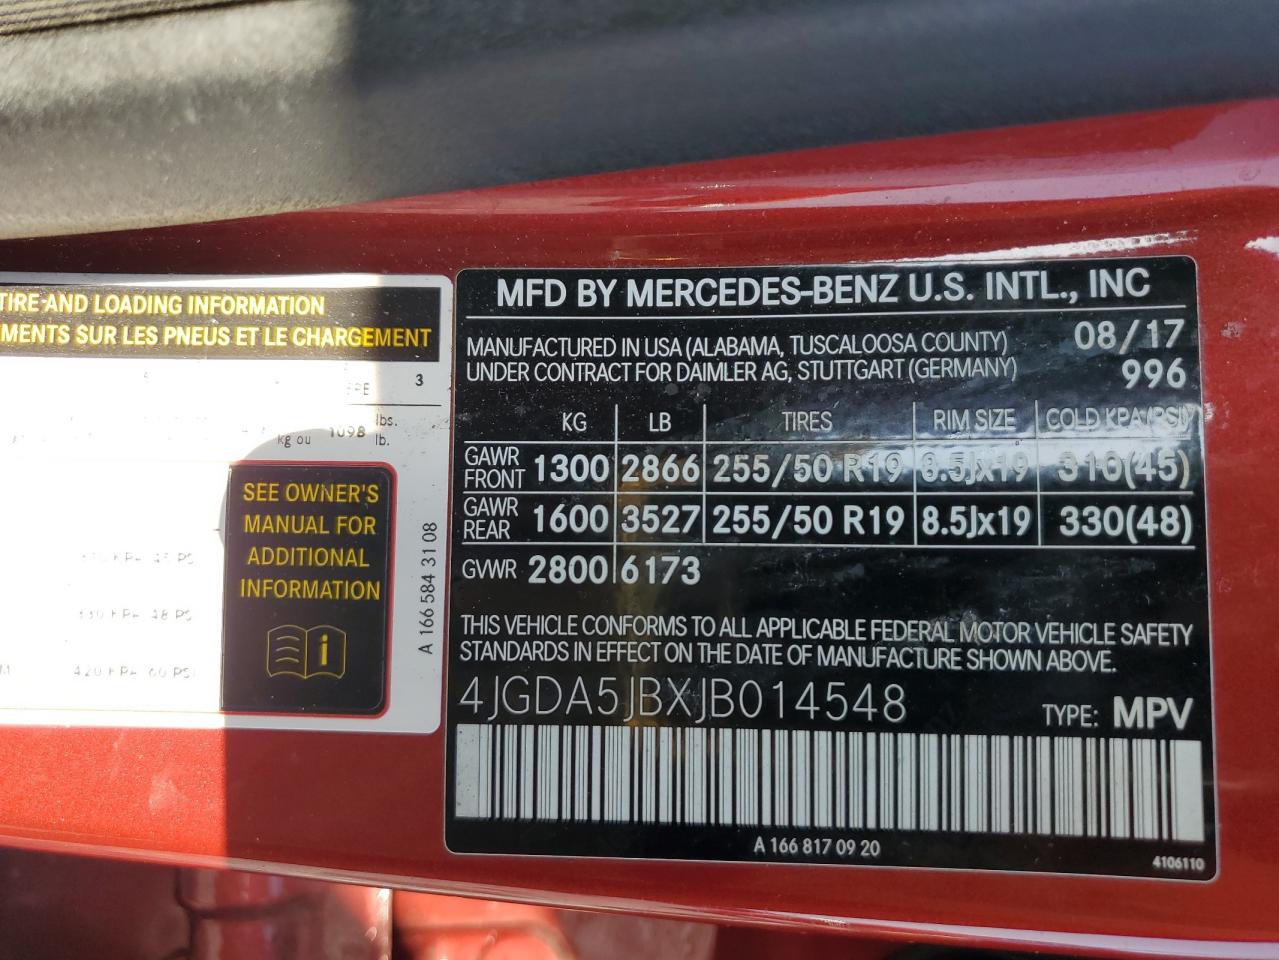 TIRE AND LOADING INFORMATION
MENTS SUR LES PNEUS ET LE CHARGEMENT
3
lbs.
kg ou 1098 lb.
SEE OWNER'S
MANUAL FOR
ADDITIONAL
INFORMATION
i
A 166 584 31 08
MFD BY MERCEDES-BENZ U.S. INTL., INC
MANUFACTURED IN USA (ALABAMA, TUSCALOOSA COUNTY) 08/17
UNDER CONTRACT FOR DAIMLER AG, STUTTGART (GERMANY) 996
KG LB TIRES RIM SIZE COLD KPA(PSI)
GAWR FRONT 1300 2866 255/50 R19 8.5Jx19 310(45)
GAWR REAR 1600 3527 255/50 R19 8.5Jx19 330(48)
GVWR 2800 6173
THIS VEHICLE CONFORMS TO ALL APPLICABLE FEDERAL MOTOR VEHICLE SAFETY
STANDARDS IN EFFECT ON THE DATE OF MANUFACTURE SHOWN ABOVE.
4JGDA5JBXJB014548 TYPE: MPV
A 166 817 09 20
4106110